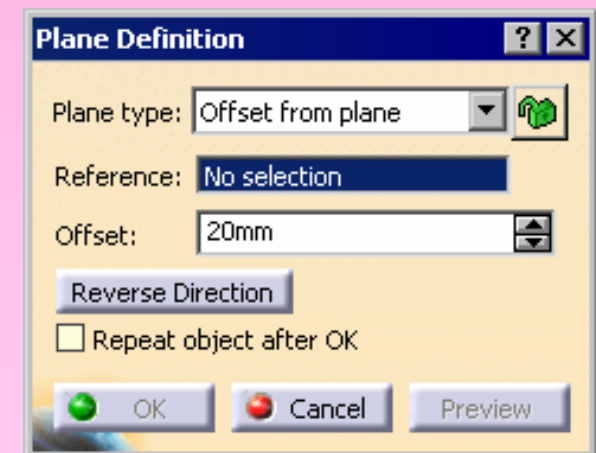 Plane Definition ? X
Plane type: Offset from plane
Reference: No selection
Offset: 20mm
Reverse Direction
Repeat object after OK
OK Cancel Preview